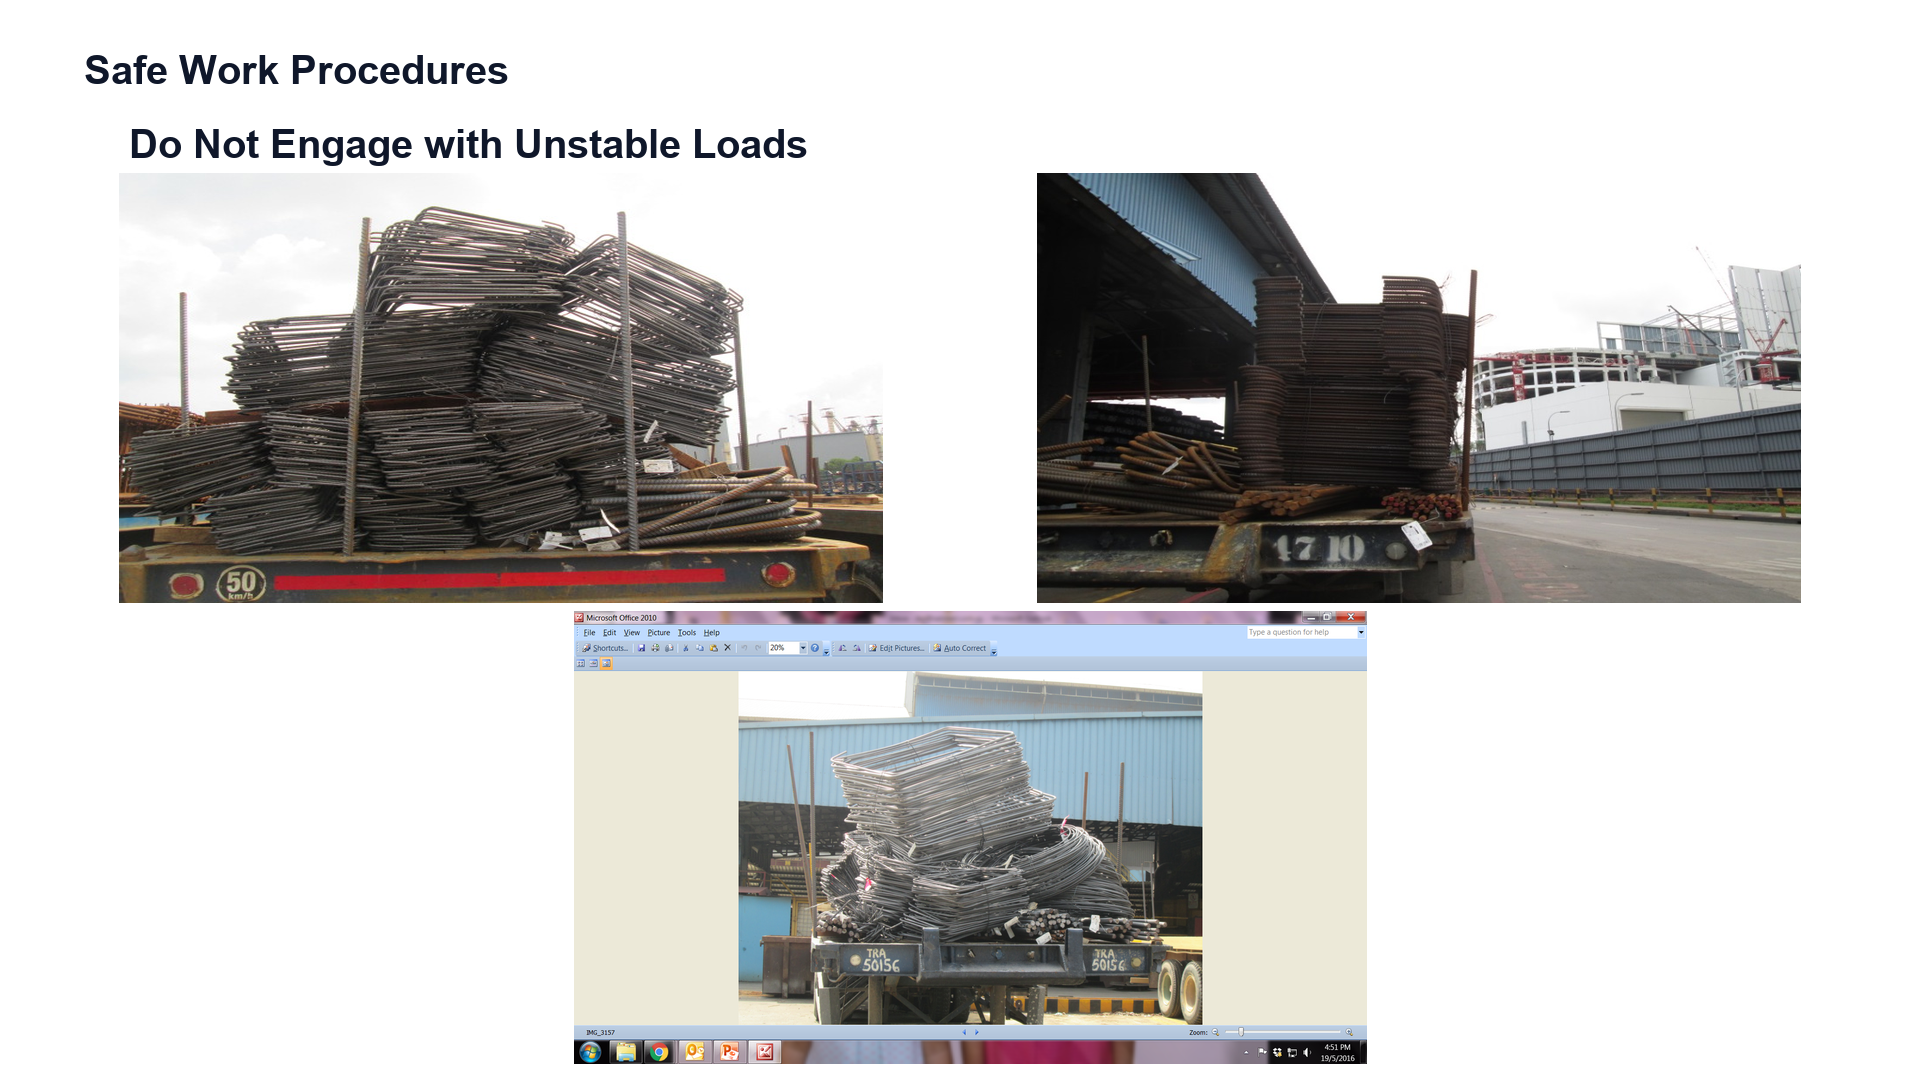 Safe Work Procedures
Do Not Engage with Unstable Loads
50
km/h
4710
Microsoft Office 2010
File Edit View Picture Tools Help
Type a question for help
Shortcuts... 20% Edit Pictures... Auto Correct
TRA
50156
TRA
50156
IMG_3157
Zoom:
4:51 PM
19/5/2016